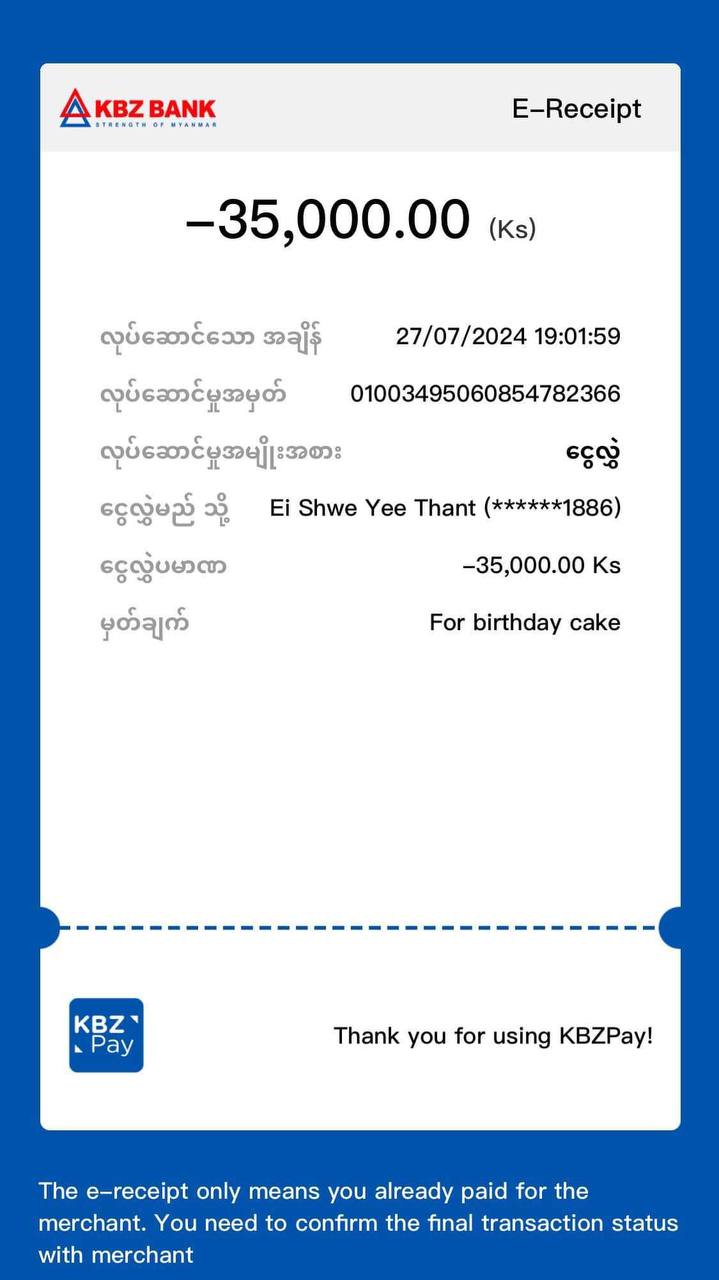 KBZ BANK
STRENGTH OF MYANMAR
E-Receipt
-35,000.00 (Ks)
လုပ်ဆောင်သော အချိန် 27/07/2024 19:01:59
လုပ်ဆောင်မှုအမှတ် 01003495060854782366
လုပ်ဆောင်မှုအမျိုးအစား ငွေလွှဲ
ငွေလွှဲမည် သို့ Ei Shwe Yee Thant (******1886)
ငွေလွှဲပမာဏ -35,000.00 Ks
မှတ်ချက် For birthday cake
KBZ
Pay
Thank you for using KBZPay!
The e-receipt only means you already paid for the
merchant. You need to confirm the final transaction status
with merchant